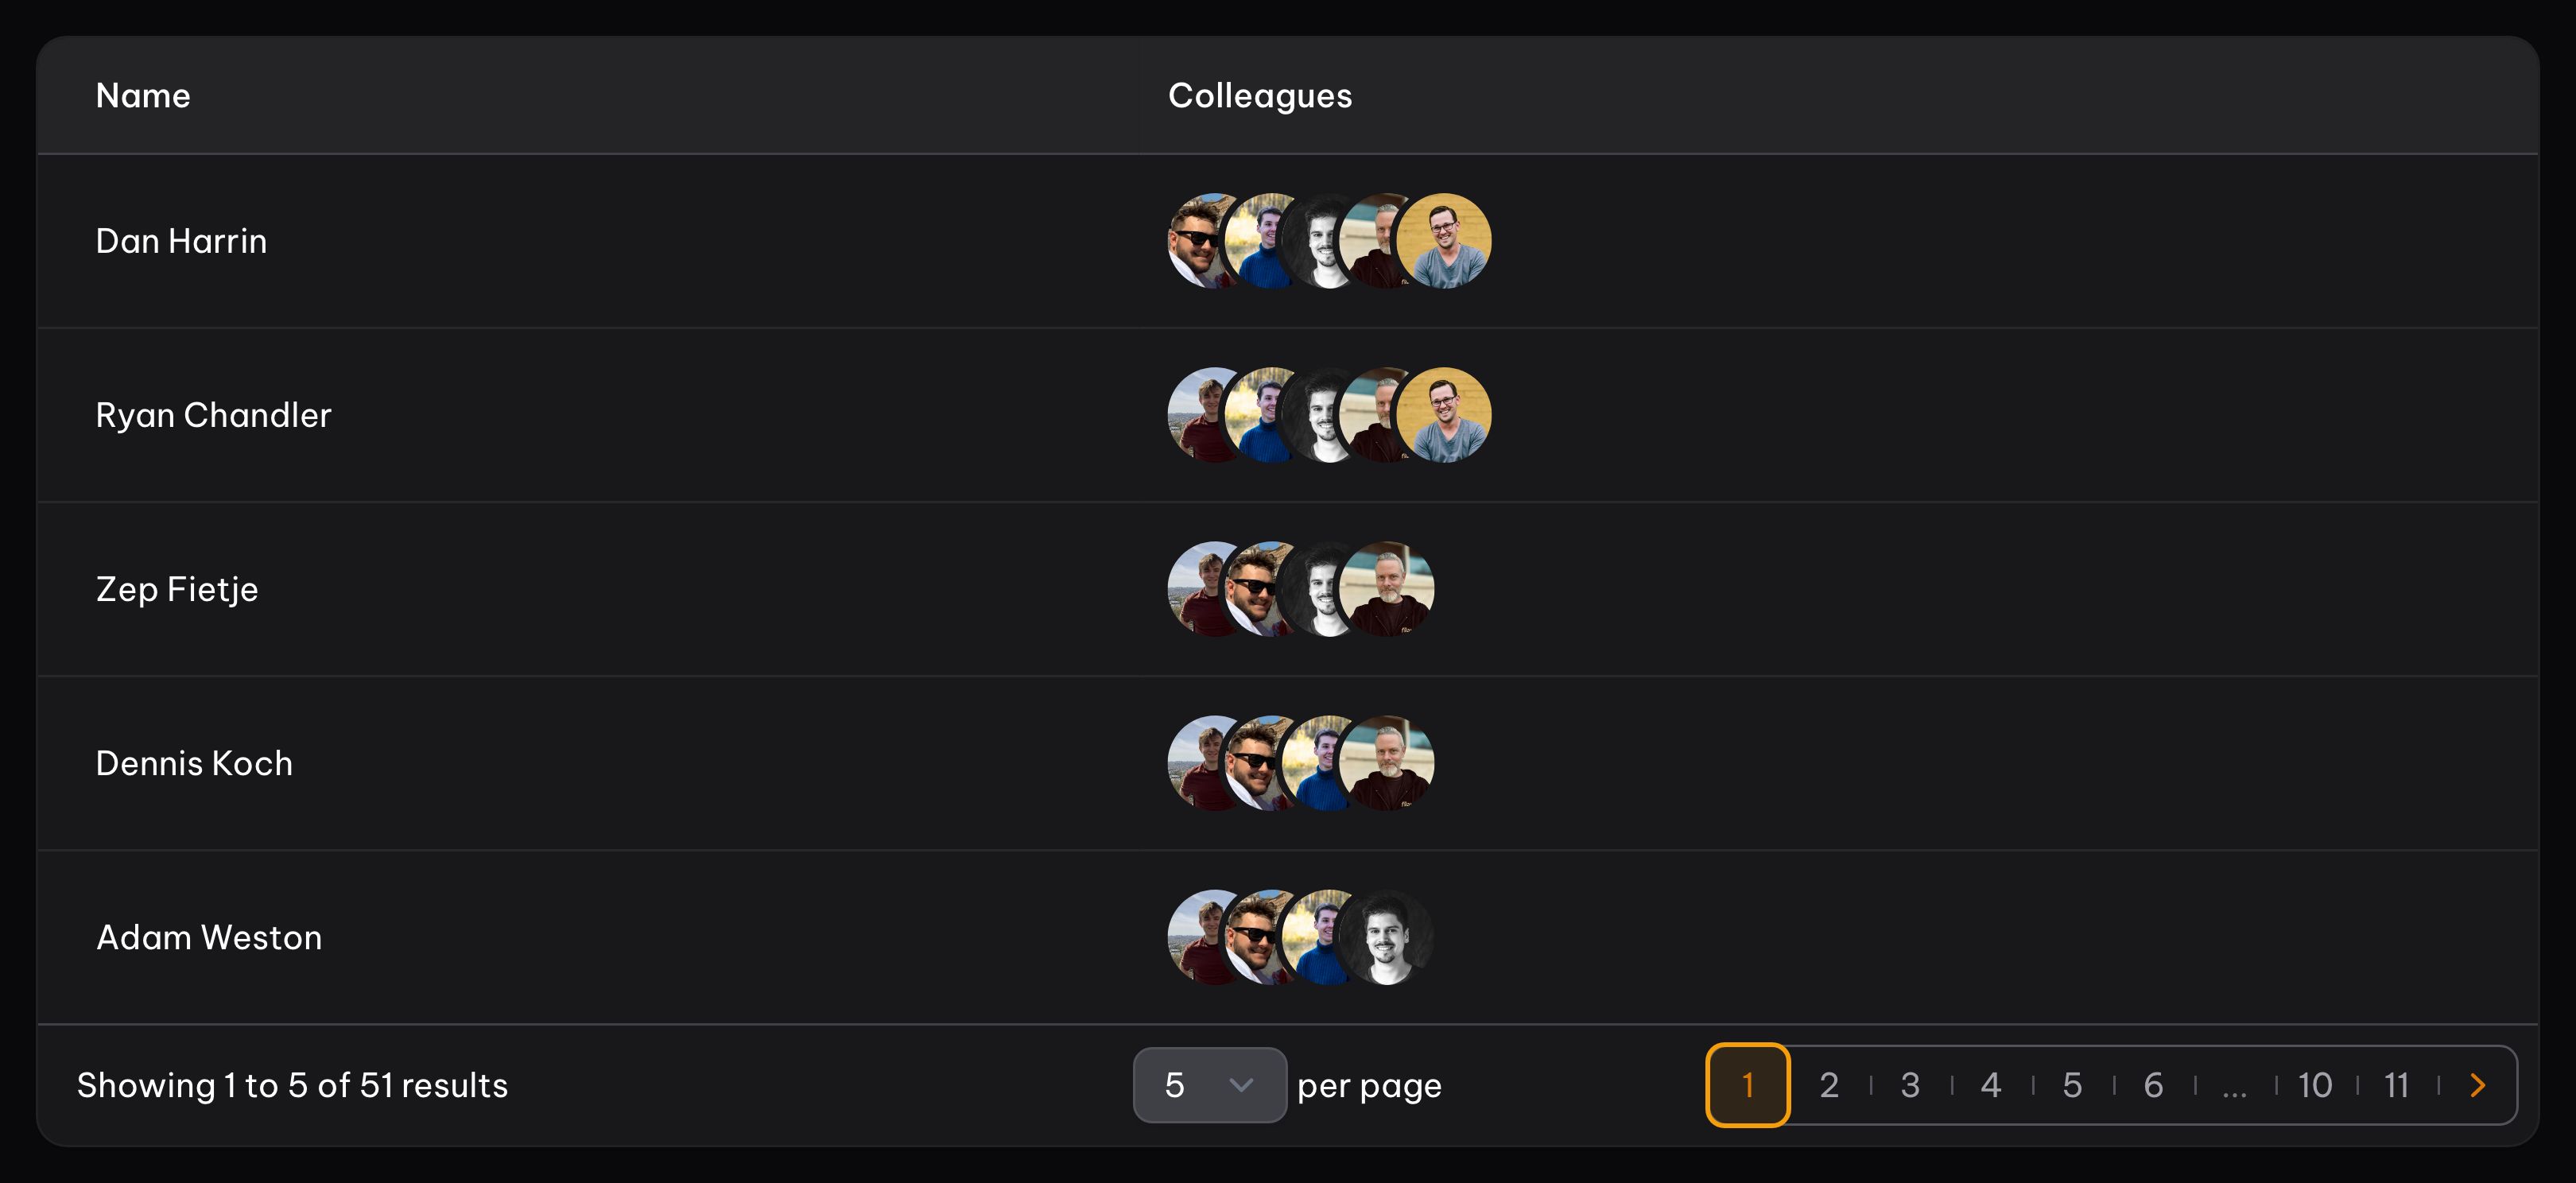 Name Colleagues
Dan Harrin
Ryan Chandler
Zep Fietje
Dennis Koch
Adam Weston
Showing 1 to 5 of 51 results 5 per page 1 2 3 4 5 6 ... 10 11